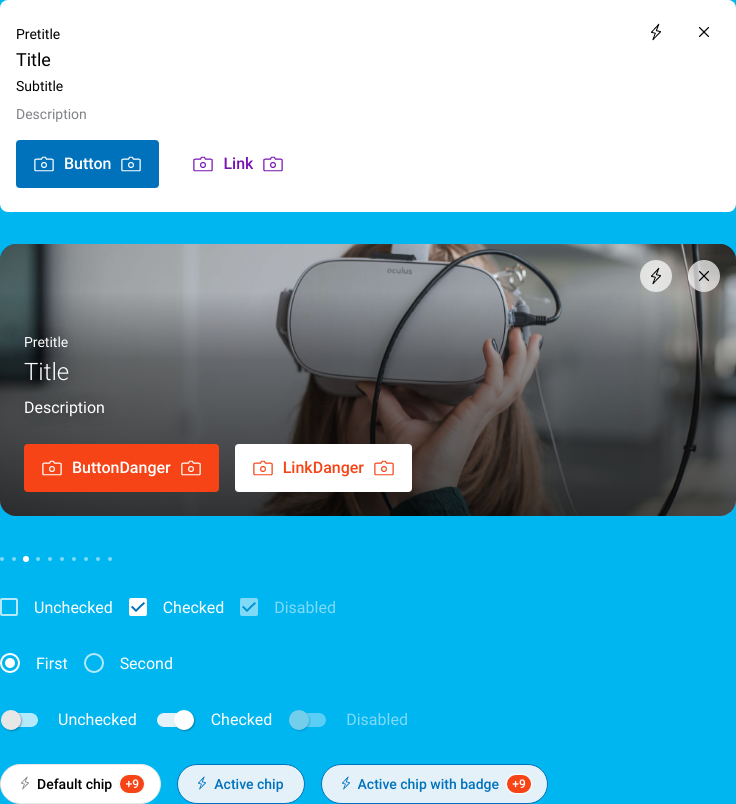 Pretitle
Title
Subtitle
Description
Button
Link
oculus
Pretitle
Title
Description
ButtonDanger
LinkDanger
Unchecked
Checked
Disabled
First
Second
Unchecked
Checked
Disabled
Default chip +9
Active chip
Active chip with badge +9